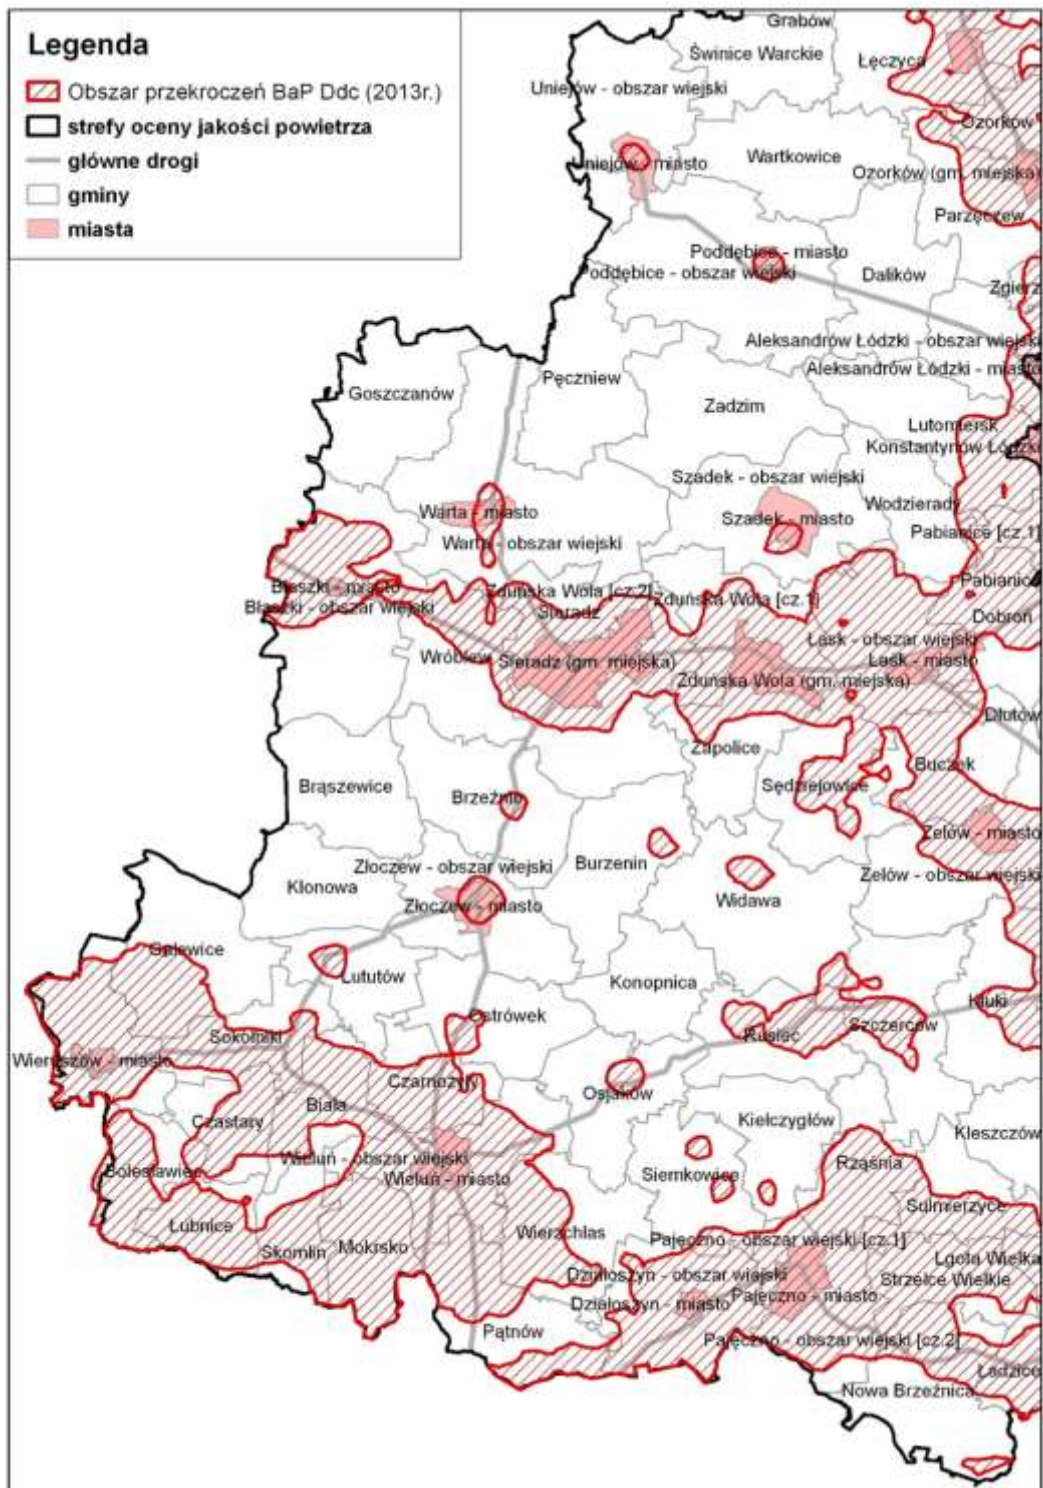 Legenda
Obszar przekroczeń BaP Ddc (2013r.)
strefy oceny jakości powietrza
główne drogi
gminy
miasta
Grabów
Świnice Warckie
Łęczyca
Uniejów - obszar wiejski
Ozorków
Uniejów - miasto
Wartkowice
Ozorków (gm. miejska)
Parzęczew
Poddębice - miasto
Poddębice - obszar wiejski
Dalików
Zgierz
Aleksandrów Łódzki - obszar wiejski
Aleksandrów Łódzki - miasto
Pęczniew
Goszczanów
Zadzim
Lutomiersk
Konstantynów Łódzki
Szadek - obszar wiejski
Wodzierady
Warta - miasto
Szadek - miasto
Pabianice [cz.1]
Warta - obszar wiejski
Pabianice
Błaszki - miasto
Zduńska Wola [cz.2]
Zduńska Wola [cz.1]
Błaszki - obszar wiejski
Sieradz
Dobroń
Łask - obszar wiejski
Wróblew
Sieradz (gm. miejska)
Łask - miasto
Zduńska Wola (gm. miejska)
Dłutów
Zapolice
Buczek
Brąszewice
Sędziejowice
Brzeźnio
Zelów - miasto
Złoczew - obszar wiejski
Burzenin
Zelów - obszar wiejski
Klonowa
Widawa
Złoczew - miasto
Galewice
Lututów
Konopnica
Kluki
Ostrówek
Szczerców
Sokolniki
Rusiec
Wieruszów - miasto
Czarnożyły
Osjaków
Biała
Czastary
Kiełczygłów
Kleszczów
Wieluń - obszar wiejski
Rząśnia
Bolesławiec
Wieluń - miasto
Siemkowice
Sulmierzyce
Łubnice
Wierzchlas
Mokrsko
Pajęczno - obszar wiejski [cz.1]
Skomlin
Lgota Wielka
Działoszyn - obszar wiejski
Strzelce Wielkie
Działoszyn - miasto
Pajęczno - miasto
Pątnów
Pajęczno - obszar wiejski [cz.2]
Ładzice
Nowa Brzeźnica